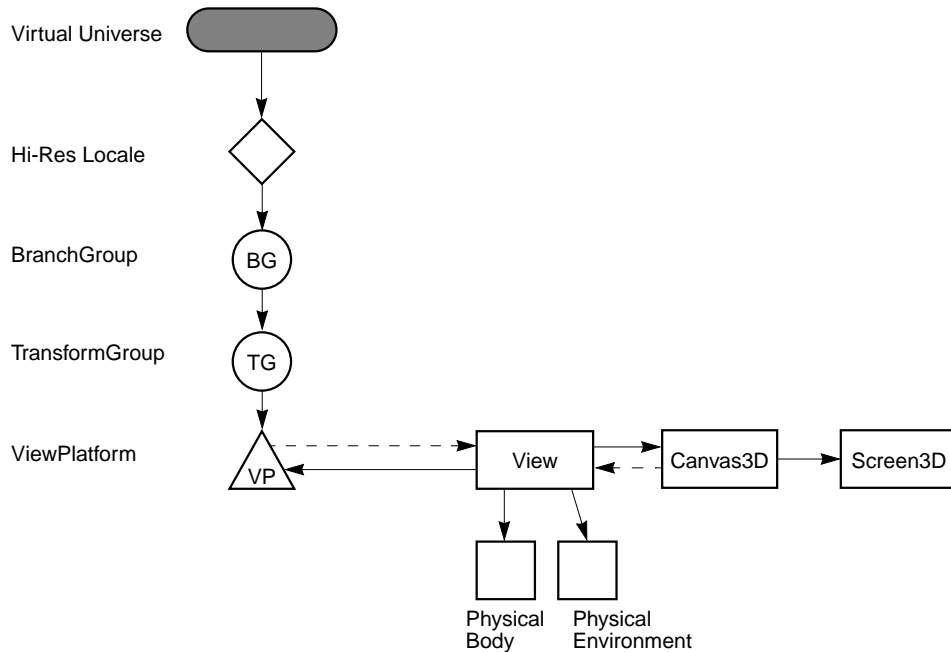 Virtual Universe
Hi-Res Locale
BranchGroup
BG
TransformGroup
TG
ViewPlatform
VP
View
Canvas3D
Screen3D
Physical
Body
Physical
Environment